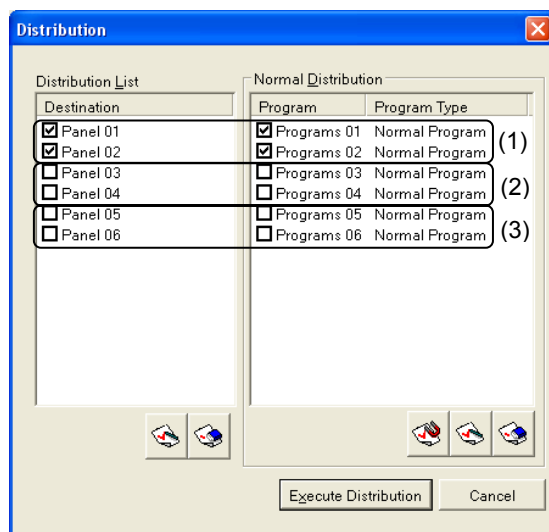 Distribution
Distribution List
Normal Distribution
Destination
Program Program Type
Panel 01 Programs 01 Normal Program
Panel 02 Programs 02 Normal Program
(1)
Panel 03 Programs 03 Normal Program
Panel 04 Programs 04 Normal Program
(2)
Panel 05 Programs 05 Normal Program
Panel 06 Programs 06 Normal Program
(3)
Execute Distribution
Cancel